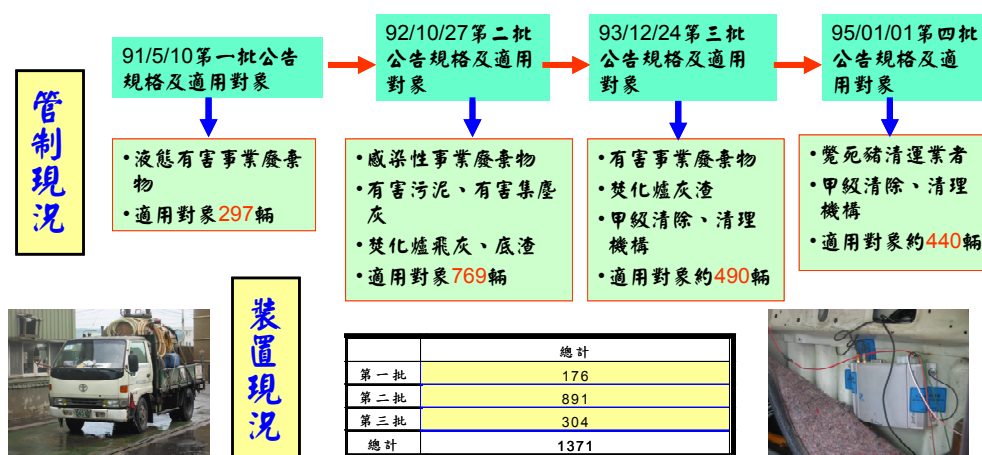 管制現況
91/5/10第一批公告
規格及適用對象
92/10/27第二批
公告規格及適用
對象
93/12/24第三批
公告規格及適用
對象
95/01/01第四批
公告規格及適
用對象
•液態有害事業廢棄
物
•適用對象297輛
•感染性事業廢棄物
•有害污泥、有害集塵
灰
•焚化爐飛灰、底渣
•適用對象769輛
•有害事業廢棄物
•焚化爐灰渣
•甲級清除、清理
機構
•適用對象約490輛
•斃死豬清運業者
•甲級清除、清理
機構
•適用對象約440輛
裝置現況
總計
第一批 176
第二批 891
第三批 304
總計 1371